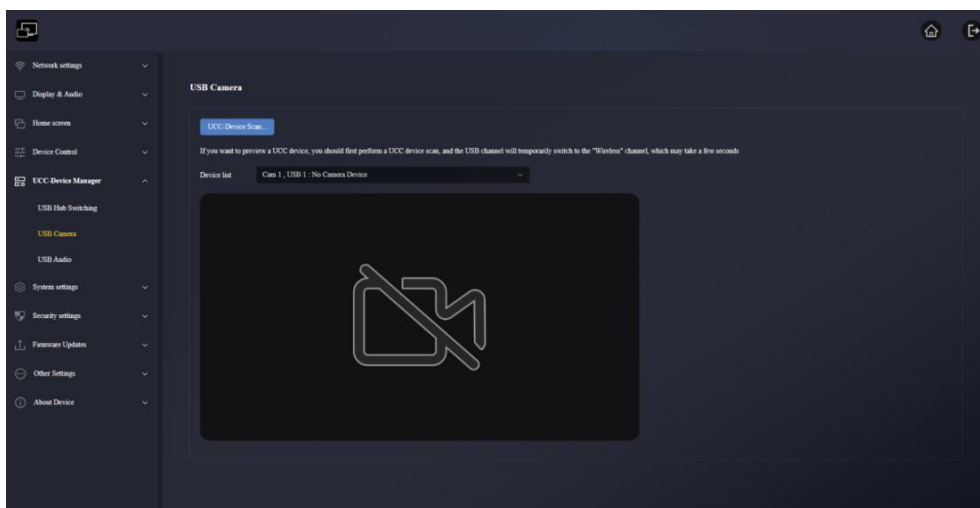 Network settings
Display & Audio
Home screen
Device Control
UCC-Device Manager
USB Hub Switching
USB Camera
USB Audio
System settings
Security settings
Firmware Updates
Other Settings
About Device
USB Camera
UCC-Device Scan...
If you want to preview a UCC device, you should first perform a UCC device scan, and the USB channel will temporarily switch to the "Wireless" channel, which may take a few seconds
Device list
Cam 1 , USB 1 : No Camera Device